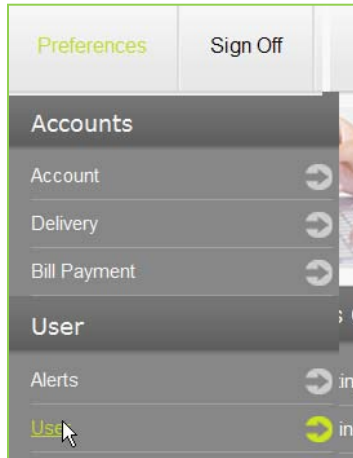 Preferences Sign Off
Accounts
Account
Delivery
Bill Payment
User
Alerts
User